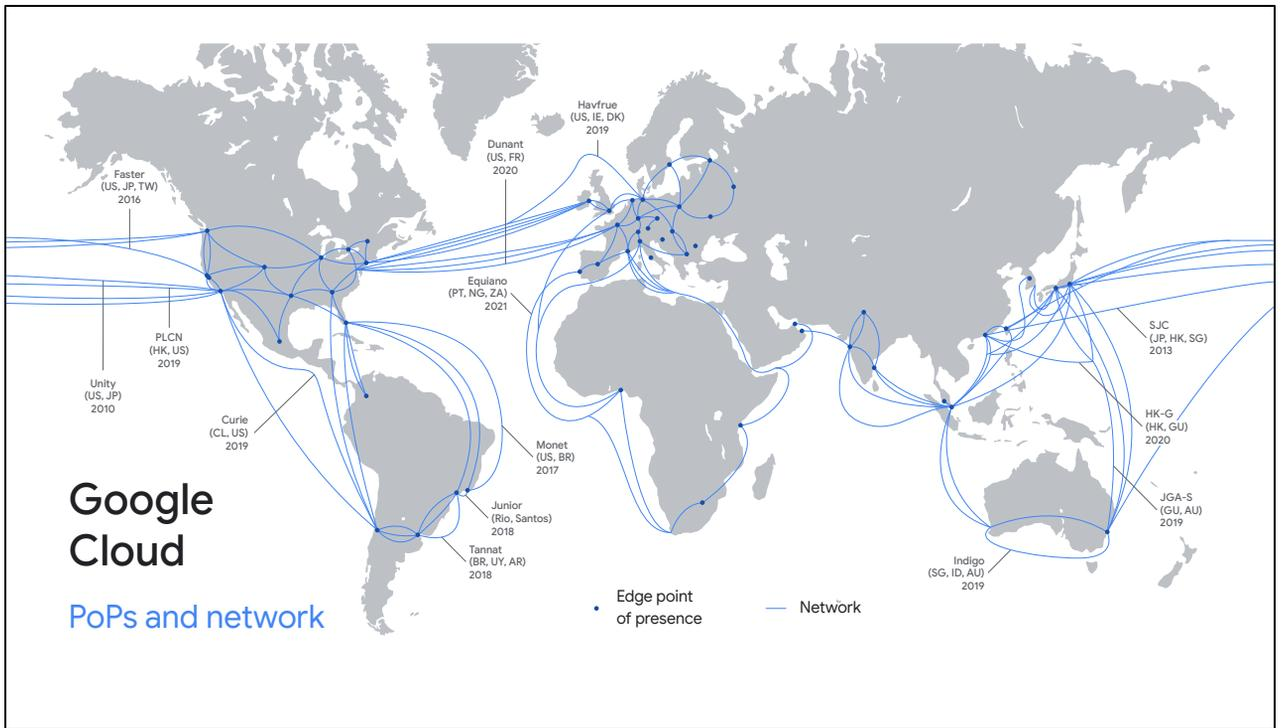 Havfrue
(US, IE, DK)
2019
Dunant
(US, FR)
2020
Faster
(US, JP, TW)
2016
Equiano
(PT, NG, ZA)
2021
SJC
(JP, HK, SG)
2013
PLCN
(HK, US)
2019
Unity
(US, JP)
2010
Curie
(CL, US)
2019
HK-G
(HK, GU)
2020
Monet
(US, BR)
2017
Junior
(Rio, Santos)
2018
JGA-S
(GU, AU)
2019
Tannat
(BR, UY, AR)
2018
Indigo
(SG, ID, AU)
2019
Google
Cloud
PoPs and network
Edge point
of presence
Network